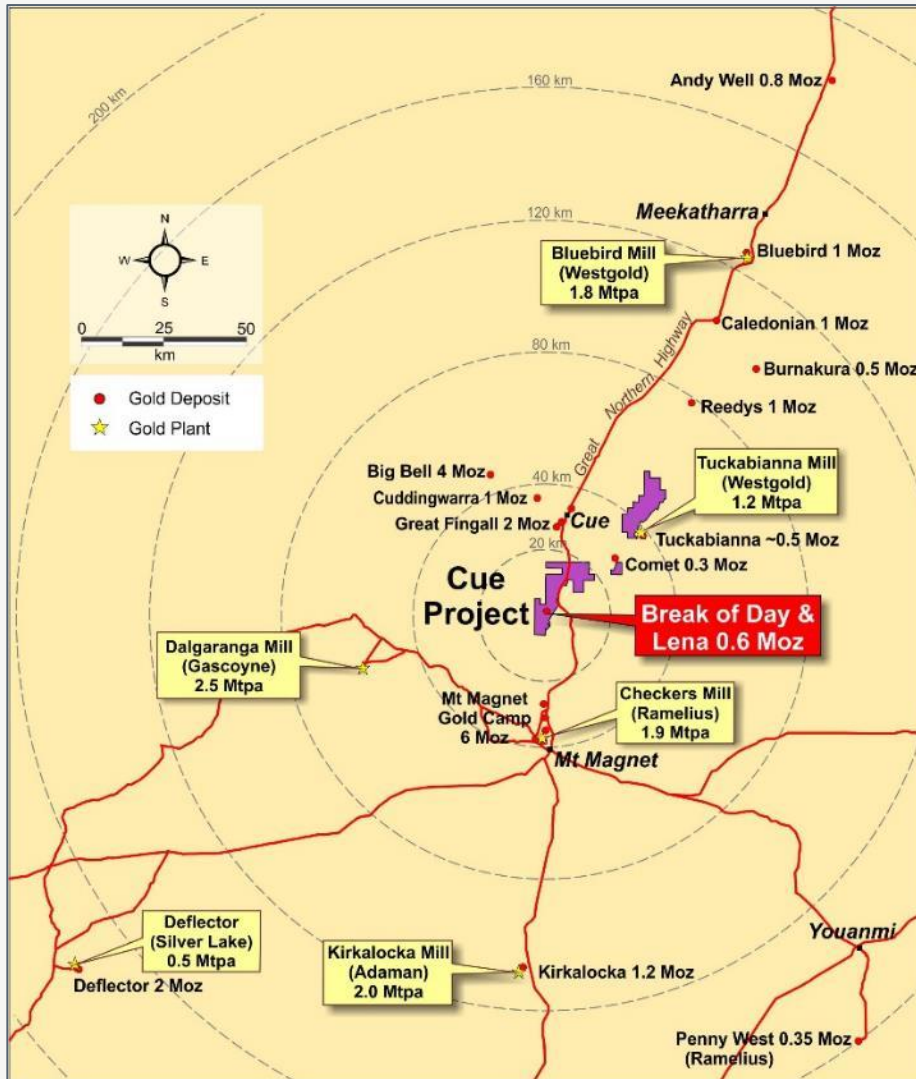 200 km
160 km
Andy Well 0.8 Moz
N
W E
S
0 25 50
km
Gold Deposit
Gold Plant
120 km
Meekatharra
Bluebird Mill
(Westgold)
1.8 Mtpa
Bluebird 1 Moz
Caledonian 1 Moz
80 km
Great Northern Highway
Burnakura 0.5 Moz
Reedys 1 Moz
Big Bell 4 Moz
40 km
Cuddingwarra 1 Moz
Great Fingall 2 Moz
Cue
Tuckabianna Mill
(Westgold)
1.2 Mtpa
Tuckabianna ~0.5 Moz
20 km
Comet 0.3 Moz
Cue
Project
Break of Day &
Lena 0.6 Moz
Dalgaranga Mill
(Gascoyne)
2.5 Mtpa
Mt Magnet
Gold Camp
6 Moz
Checkers Mill
(Ramelius)
1.9 Mtpa
Mt Magnet
Deflector
(Silver Lake)
0.5 Mtpa
Deflector 2 Moz
Kirkalocka Mill
(Adaman)
2.0 Mtpa
Kirkalocka 1.2 Moz
Youanmi
Penny West 0.35 Moz
(Ramelius)